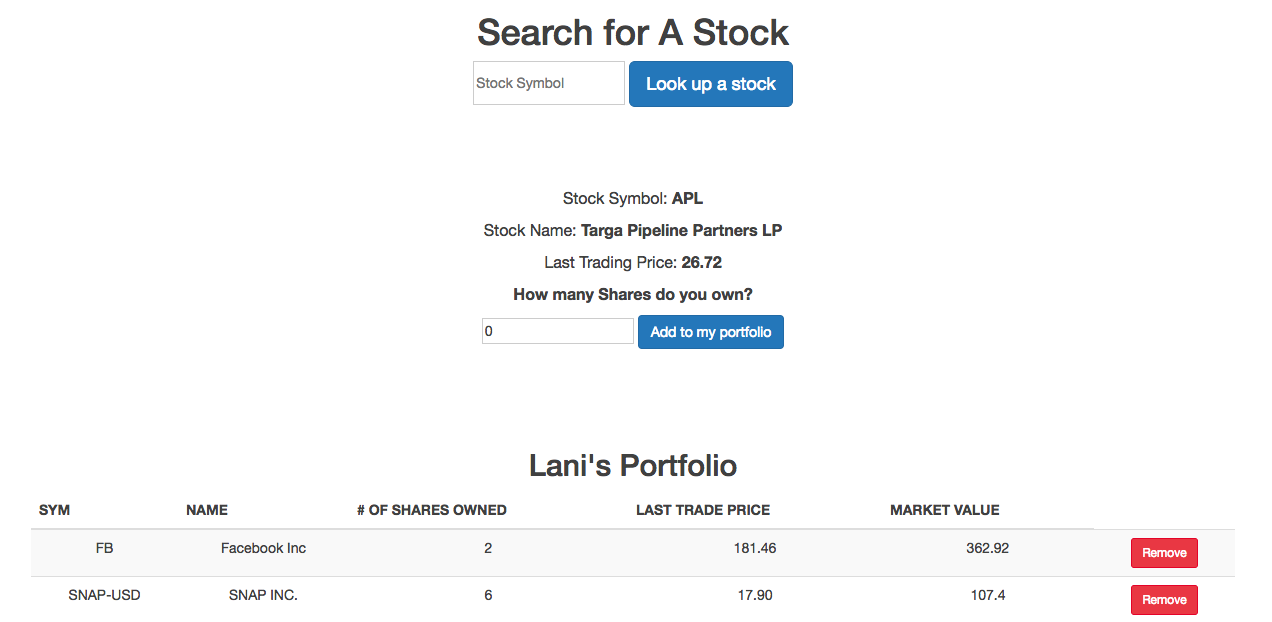 Search for A Stock
Stock Symbol Look up a stock
Stock Symbol: APL
Stock Name: Targa Pipeline Partners LP
Last Trading Price: 26.72
How many Shares do you own?
0 Add to my portfolio
Lani's Portfolio
SYM NAME # OF SHARES OWNED LAST TRADE PRICE MARKET VALUE
FB Facebook Inc 2 181.46 362.92 Remove
SNAP-USD SNAP INC. 6 17.90 107.4 Remove